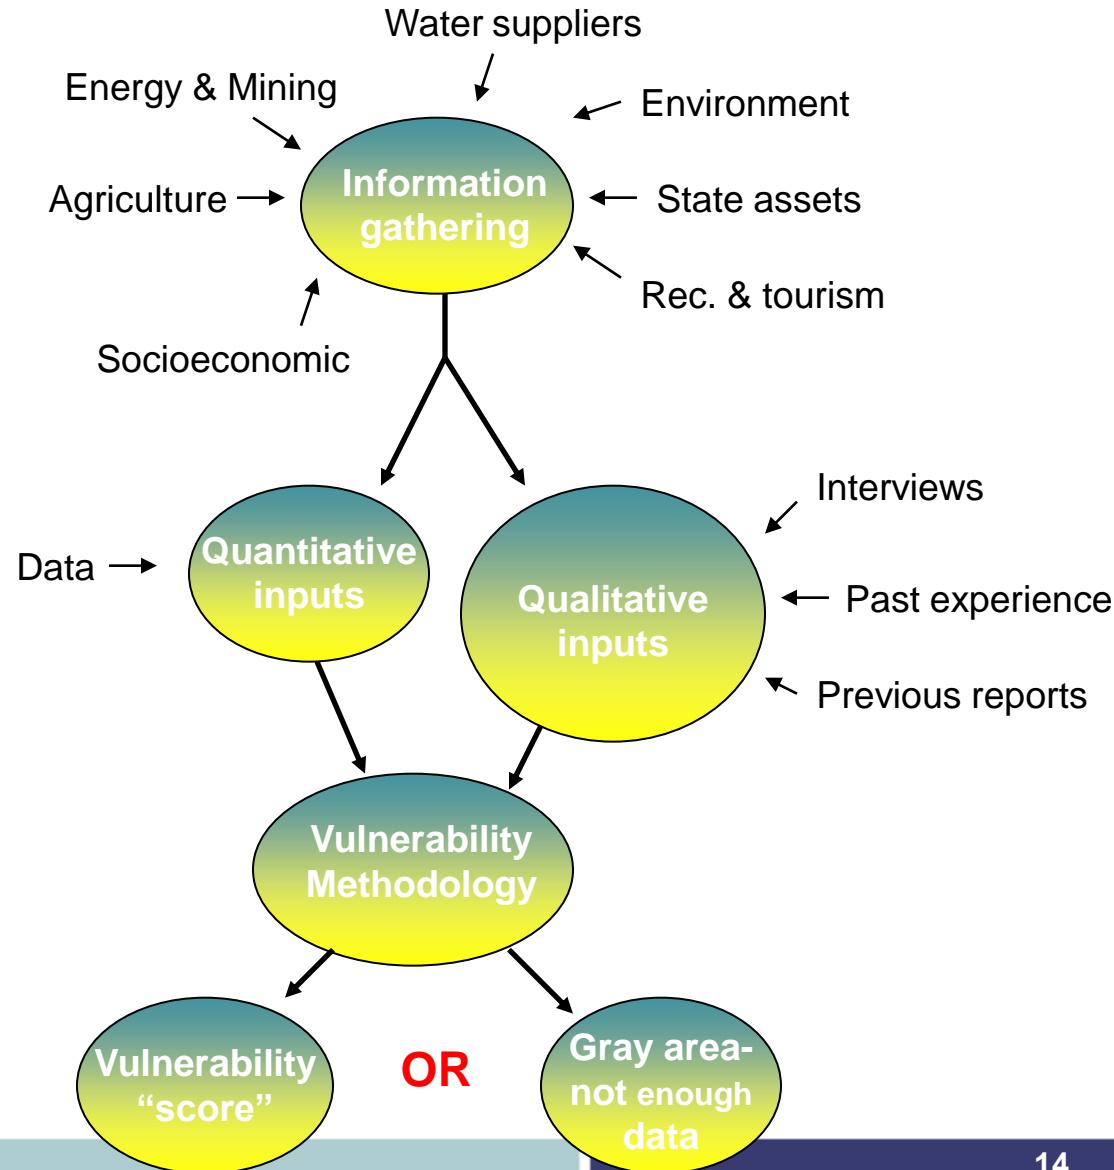 Water suppliers
Energy & Mining
Environment
Information
gathering
Agriculture
State assets
Rec. & tourism
Socioeconomic
Interviews
Quantitative
inputs
Data
Qualitative
inputs
Past experience
Previous reports
Vulnerability
Methodology
Vulnerability
“score”
OR
Gray area-
not enough
data
14